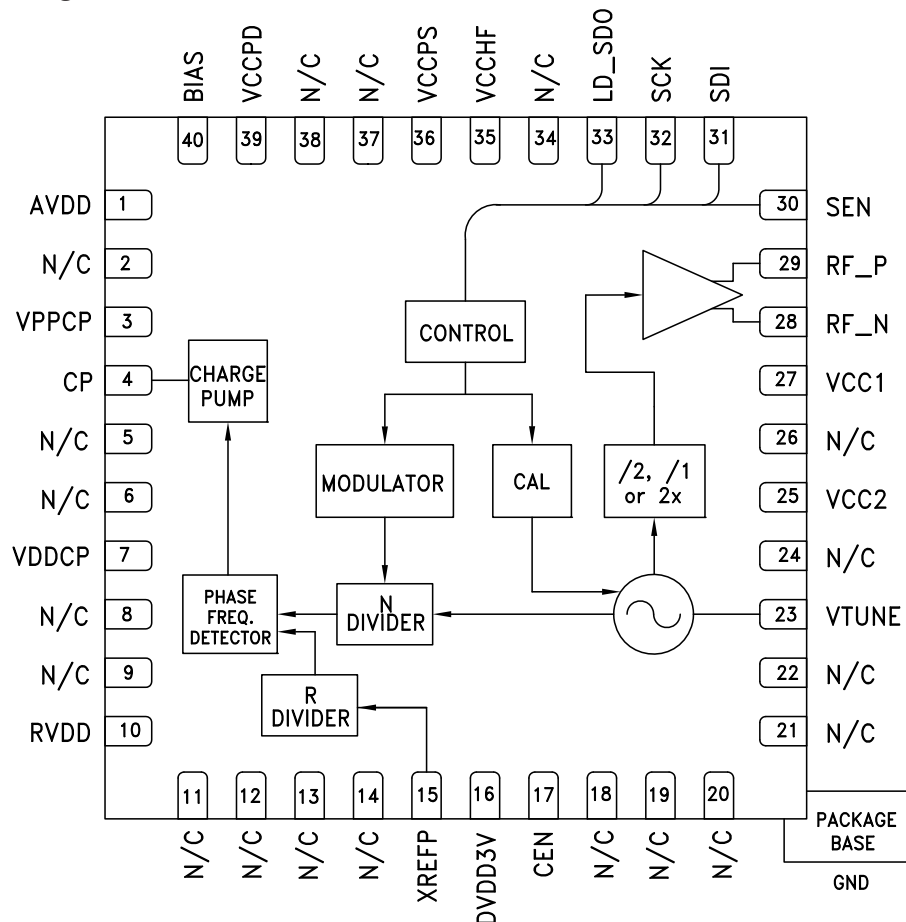 BIAS
VCCPD
N/C
N/C
VCCPS
VCCHF
N/C
LD_SDO
SCK
SDI
40
39
38
37
36
35
34
33
32
31
AVDD 1
N/C 2
VPPCP 3
CP 4
N/C 5
N/C 6
VDDCP 7
N/C 8
N/C 9
RVDD 10
30 SEN
29 RF_P
28 RF_N
27 VCC1
26 N/C
25 VCC2
24 N/C
23 VTUNE
22 N/C
21 N/C
CONTROL
CHARGE
PUMP
MODULATOR
CAL
/2, /1
or 2x
PHASE
FREQ.
DETECTOR
N
DIVIDER
R
DIVIDER
11
12
13
14
15
16
17
18
19
20
N/C
N/C
N/C
N/C
XREFP
DVDD3V
CEN
N/C
N/C
N/C
PACKAGE
BASE
GND